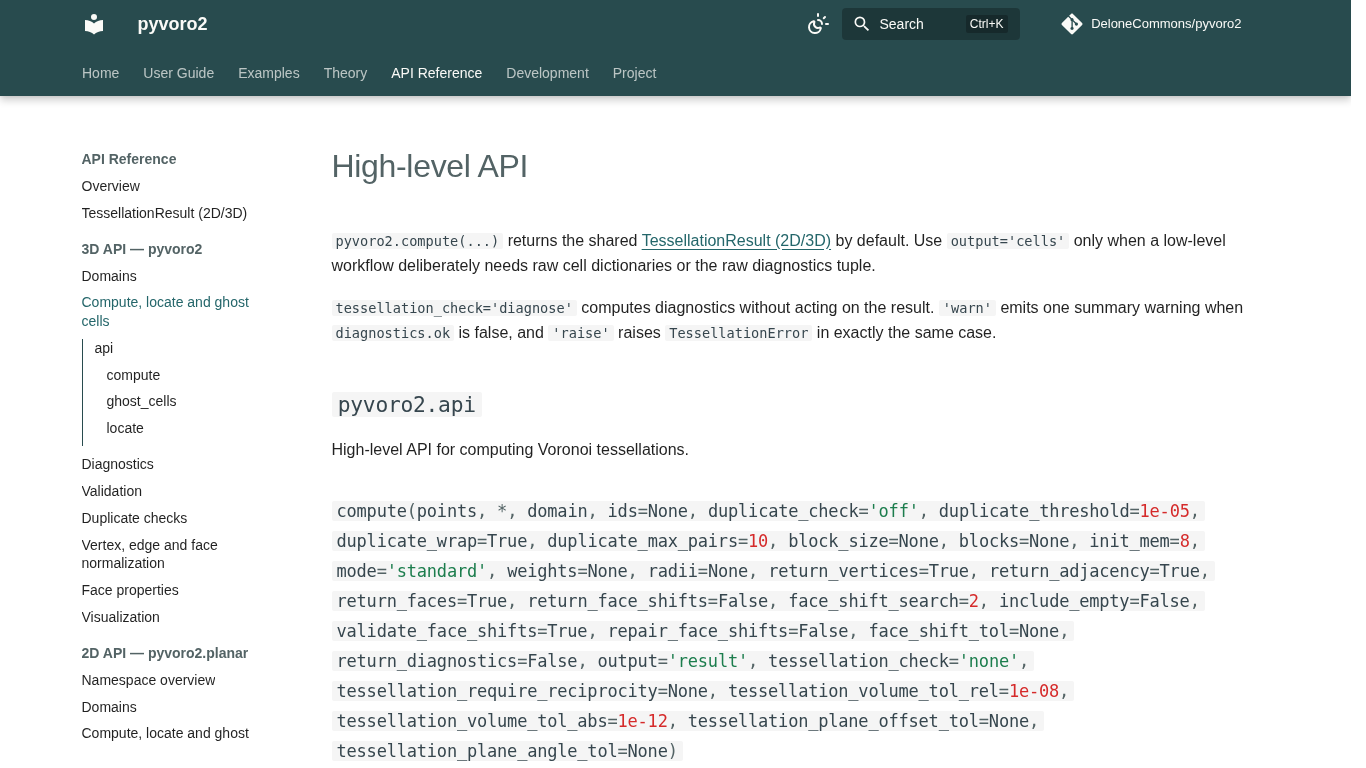 pyvoro2
Search
Ctrl+K
DeloneCommons/pyvoro2
Home
User Guide
Examples
Theory
API Reference
Development
Project
API Reference
Overview
TessellationResult (2D/3D)
3D API — pyvoro2
Domains
Compute, locate and ghost
cells
api
compute
ghost_cells
locate
Diagnostics
Validation
Duplicate checks
Vertex, edge and face
normalization
Face properties
Visualization
2D API — pyvoro2.planar
Namespace overview
Domains
Compute, locate and ghost
High-level API
pyvoro2.compute(...) returns the shared TessellationResult (2D/3D) by default. Use output='cells' only when a low-level
workflow deliberately needs raw cell dictionaries or the raw diagnostics tuple.
tessellation_check='diagnose' computes diagnostics without acting on the result. 'warn' emits one summary warning when
diagnostics.ok is false, and 'raise' raises TessellationError in exactly the same case.
pyvoro2.api
High-level API for computing Voronoi tessellations.
compute(points, *, domain, ids=None, duplicate_check='off', duplicate_threshold=1e-05,
duplicate_wrap=True, duplicate_max_pairs=10, block_size=None, blocks=None, init_mem=8,
mode='standard', weights=None, radii=None, return_vertices=True, return_adjacency=True,
return_faces=True, return_face_shifts=False, face_shift_search=2, include_empty=False,
validate_face_shifts=True, repair_face_shifts=False, face_shift_tol=None,
return_diagnostics=False, output='result', tessellation_check='none',
tessellation_require_reciprocity=None, tessellation_volume_tol_rel=1e-08,
tessellation_volume_tol_abs=1e-12, tessellation_plane_offset_tol=None,
tessellation_plane_angle_tol=None)